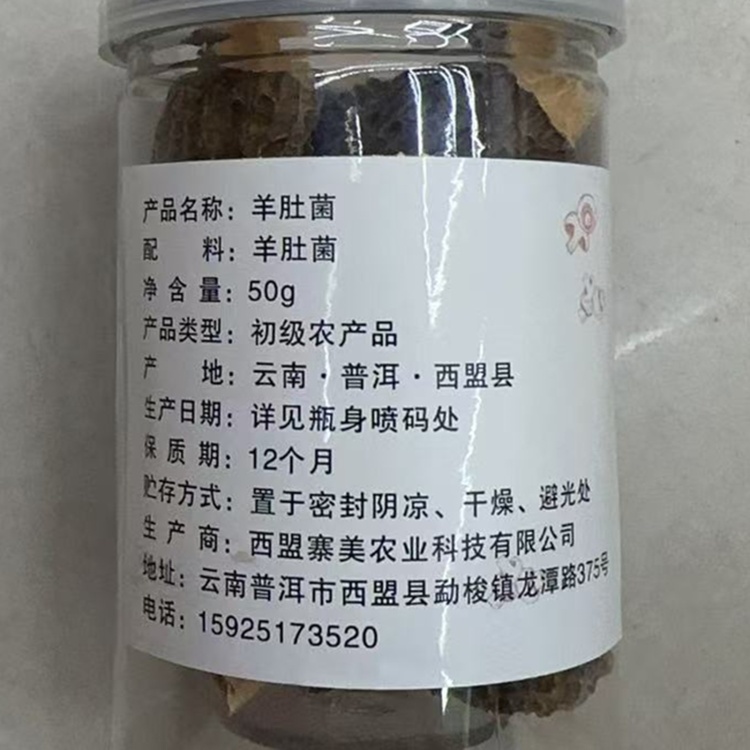 产品名称：羊肚菌
配料：羊肚菌
净含量：50g
产品类型：初级农产品
产地：云南·普洱·西盟县
生产日期：详见瓶身喷码处
保质期：12个月
贮存方式：置于密封阴凉、干燥、避光处
生产商：西盟寨美农业科技有限公司
地址：云南普洱市西盟县勐梭镇龙潭路375号
电话：15925173520